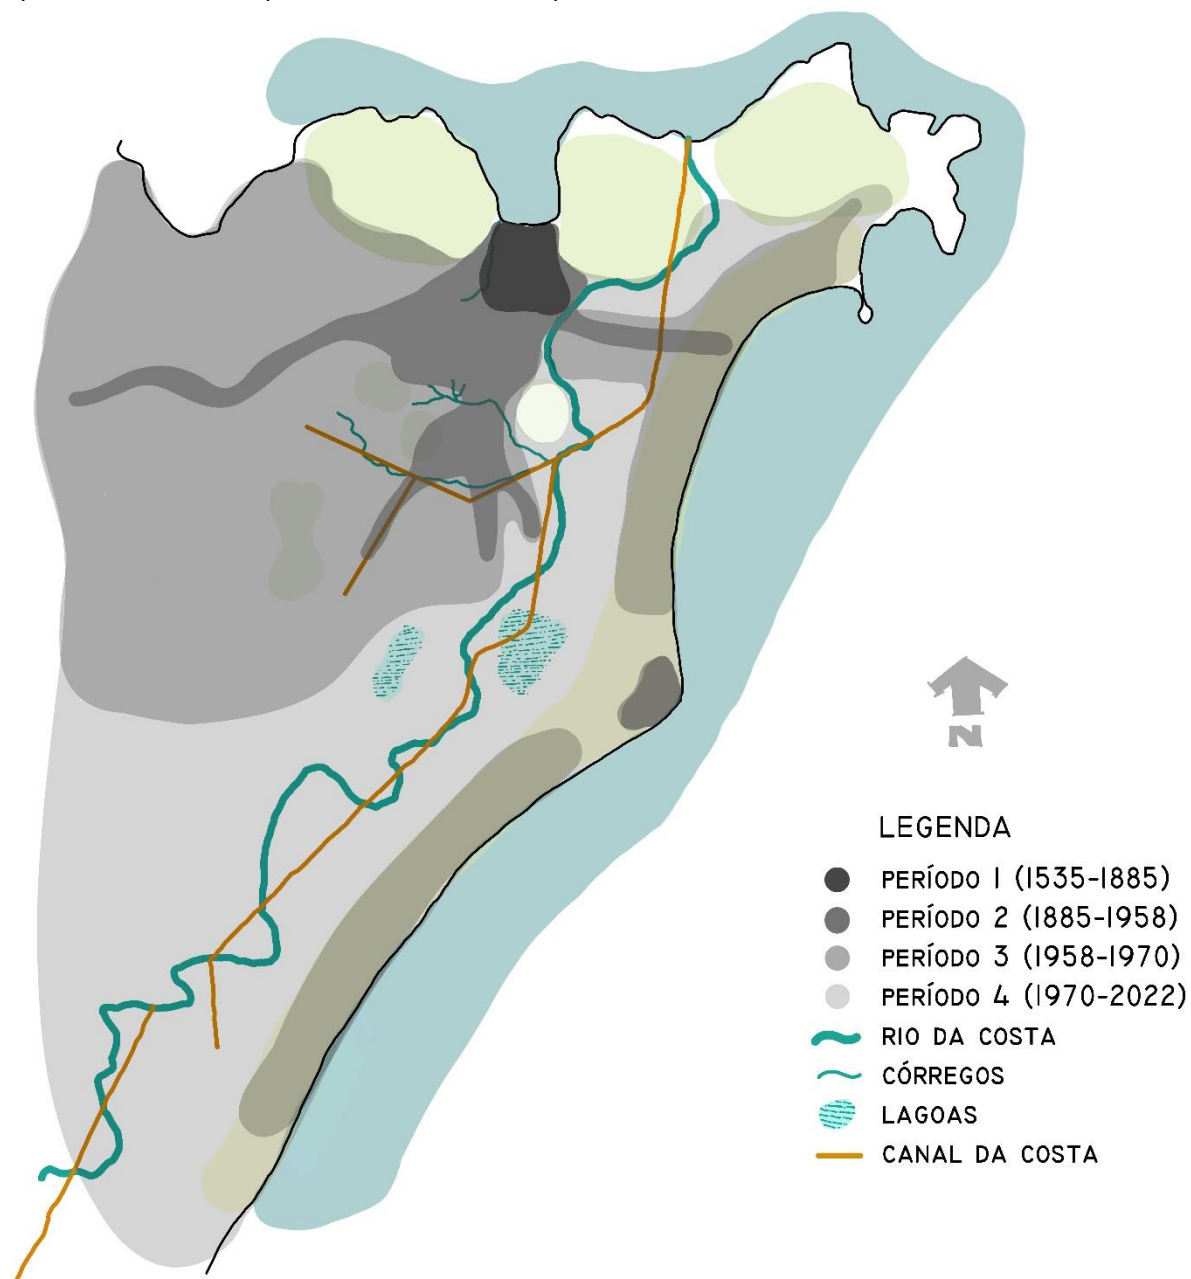 N
LEGENDA
PERÍODO 1 (1535-1885)
PERÍODO 2 (1885-1958)
PERÍODO 3 (1958-1970)
PERÍODO 4 (1970-2022)
RIO DA COSTA
CÓRREGOS
LAGOAS
CANAL DA COSTA